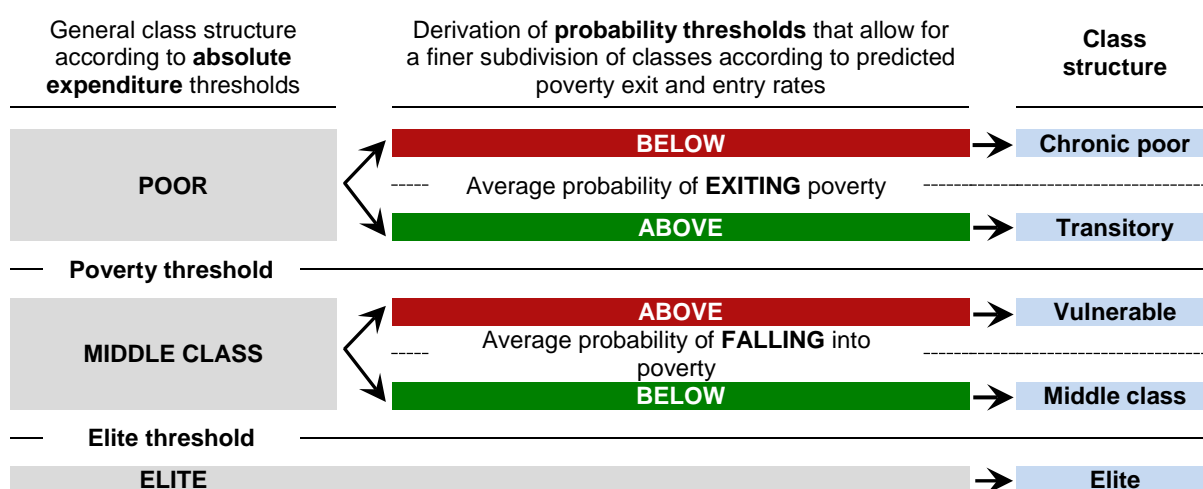 General class structure
according to absolute
expenditure thresholds
Derivation of probability thresholds that allow for
a finer subdivision of classes according to predicted
poverty exit and entry rates
Class
structure
POOR
BELOW
Chronic poor
Average probability of EXITING poverty
ABOVE
Transitory
Poverty threshold
MIDDLE CLASS
ABOVE
Vulnerable
Average probability of FALLING into
poverty
BELOW
Middle class
Elite threshold
ELITE
Elite